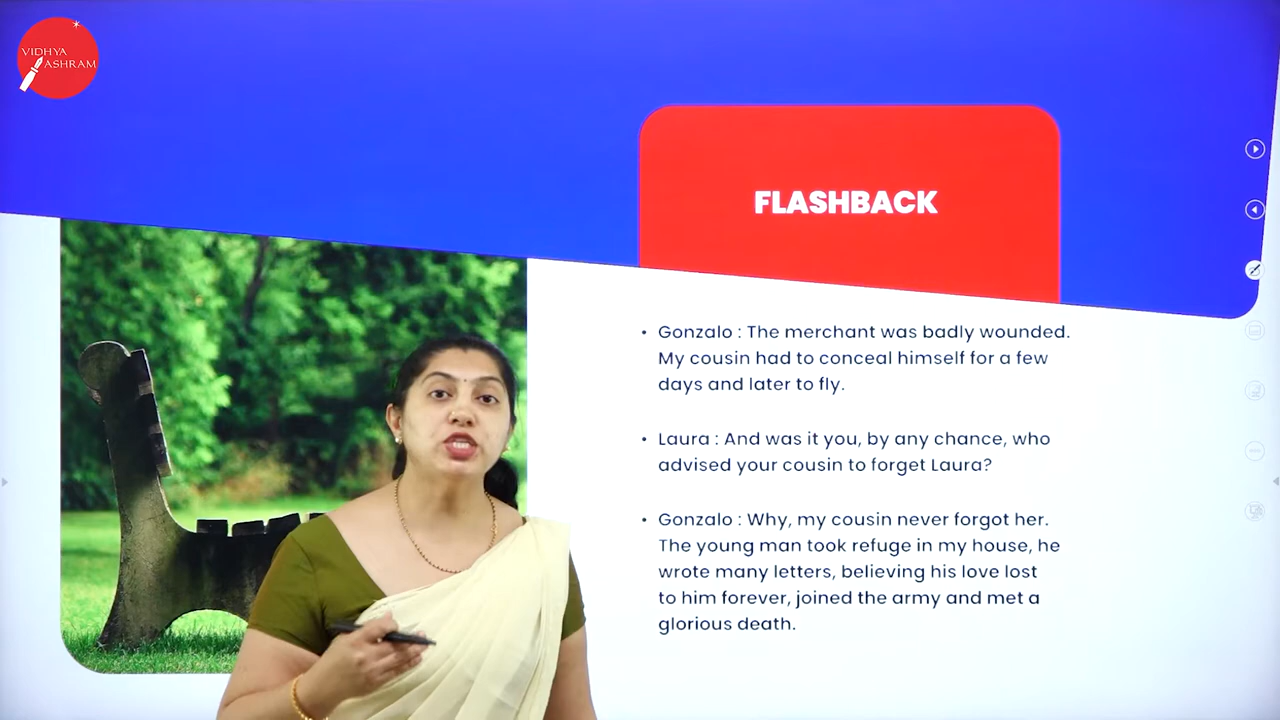 VIDHYA
ASHRAM
FLASHBACK
• Gonzalo : The merchant was badly wounded.
My cousin had to conceal himself for a few
days and later to fly.
• Laura : And was it you, by any chance, who
advised your cousin to forget Laura?
• Gonzalo : Why, my cousin never forgot her.
The young man took refuge in my house, he
wrote many letters, believing his love lost
to him forever, joined the army and met a
glorious death.